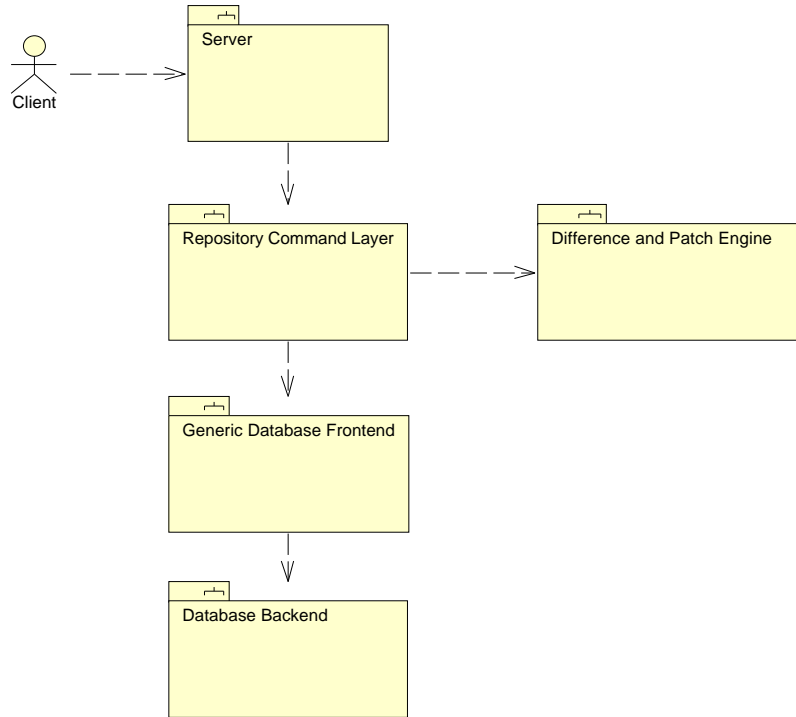 Server
Client
Repository Command Layer
Difference and Patch Engine
Generic Database Frontend
Database Backend